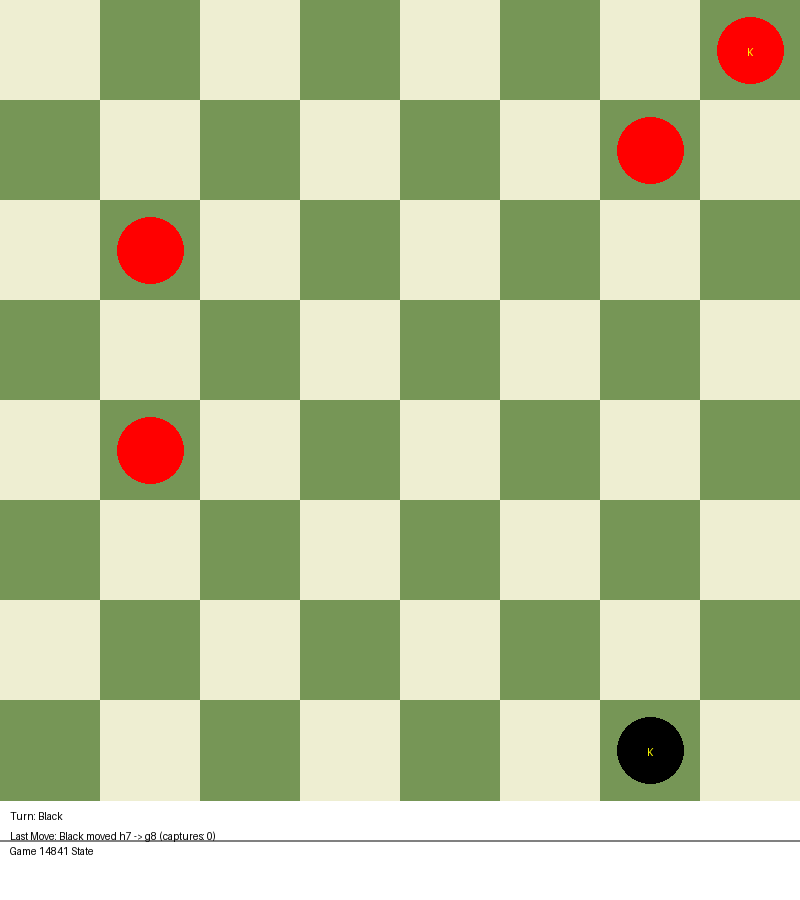 K
K
Turn: Black
Last Move: Black moved h7 -> g8 (captures: 0)
Game 14841 State